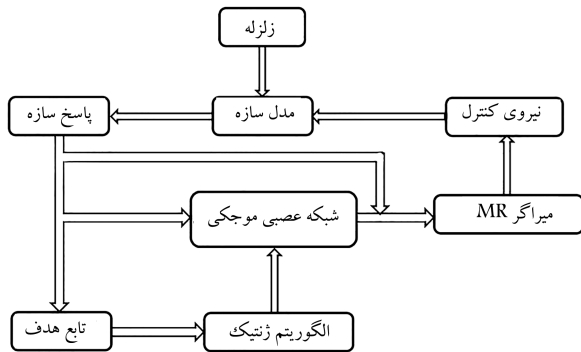 زلزله
نیروی کنترل
مدل سازه
پاسخ سازه
میراگر MR
شبکه عصبی موجکی
الگوریتم ژنتیک
تابع هدف